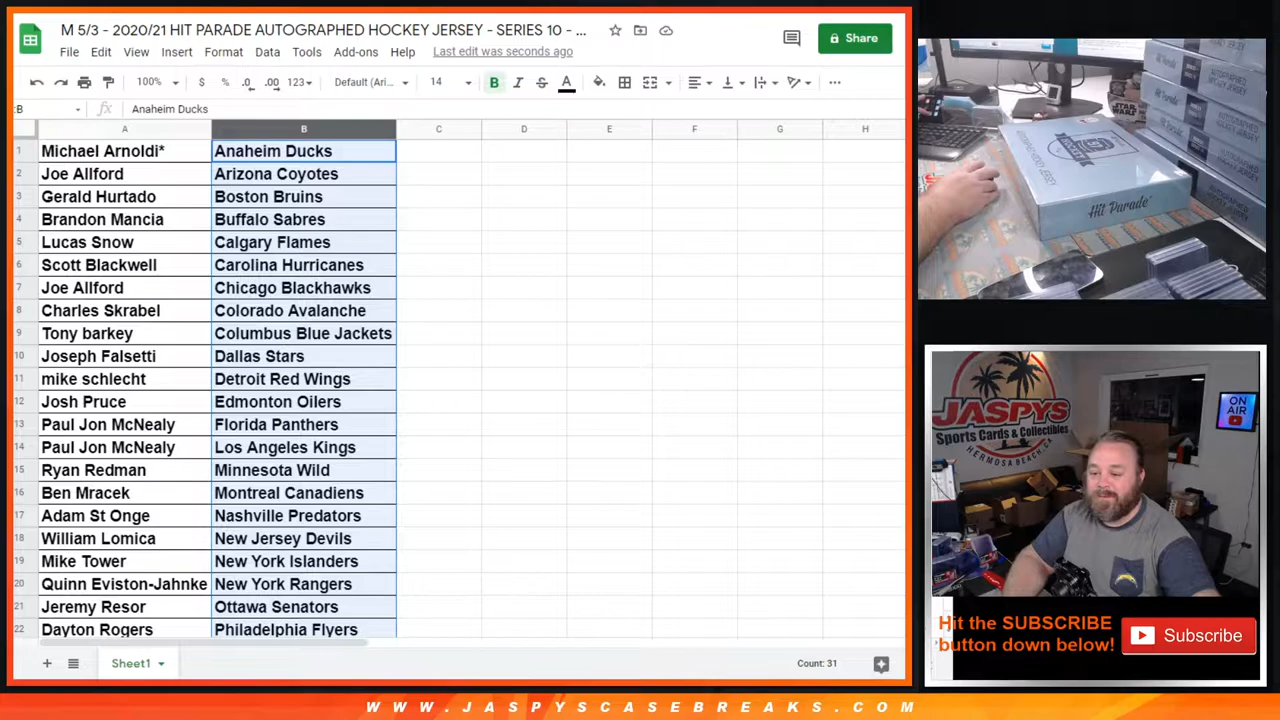 M 5/3 - 2020/21 HIT PARADE AUTOGRAPHED HOCKEY JERSEY - SERIES 10 - ...
File Edit View Insert Format Data Tools Add-ons Help Last edit was seconds ago
Share
100% $ % .0 .00 123 Default (Ari... 14 B I S A
:B fx Anaheim Ducks
A B C D E F G H
1 Michael Arnoldi* Anaheim Ducks
2 Joe Allford Arizona Coyotes
3 Gerald Hurtado Boston Bruins
4 Brandon Mancia Buffalo Sabres
5 Lucas Snow Calgary Flames
6 Scott Blackwell Carolina Hurricanes
7 Joe Allford Chicago Blackhawks
8 Charles Skrabel Colorado Avalanche
9 Tony barkey Columbus Blue Jackets
10 Joseph Falsetti Dallas Stars
11 mike schlecht Detroit Red Wings
12 Josh Pruce Edmonton Oilers
13 Paul Jon McNealy Florida Panthers
14 Paul Jon McNealy Los Angeles Kings
15 Ryan Redman Minnesota Wild
16 Ben Mracek Montreal Canadiens
17 Adam St Onge Nashville Predators
18 William Lomica New Jersey Devils
19 Mike Tower New York Islanders
20 Quinn Eviston-Jahnke New York Rangers
21 Jeremy Resor Ottawa Senators
22 Dayton Rogers Philadelphia Flyers
Sheet1
Count: 31
STAR WARS
Hit Parade
JASPYS
Sports Cards & Collectibles
HERMOSA BEACH, CA
ON AIR
Hit the SUBSCRIBE
button down below!
Subscribe
WWW.JASPYSCASEBREAKS.COM